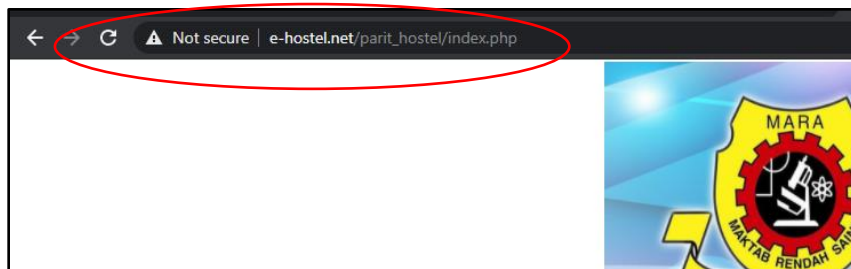 Not secure | e-hostel.net/parit_hostel/index.php
MARA
MAKTAB RENDAH SAIN